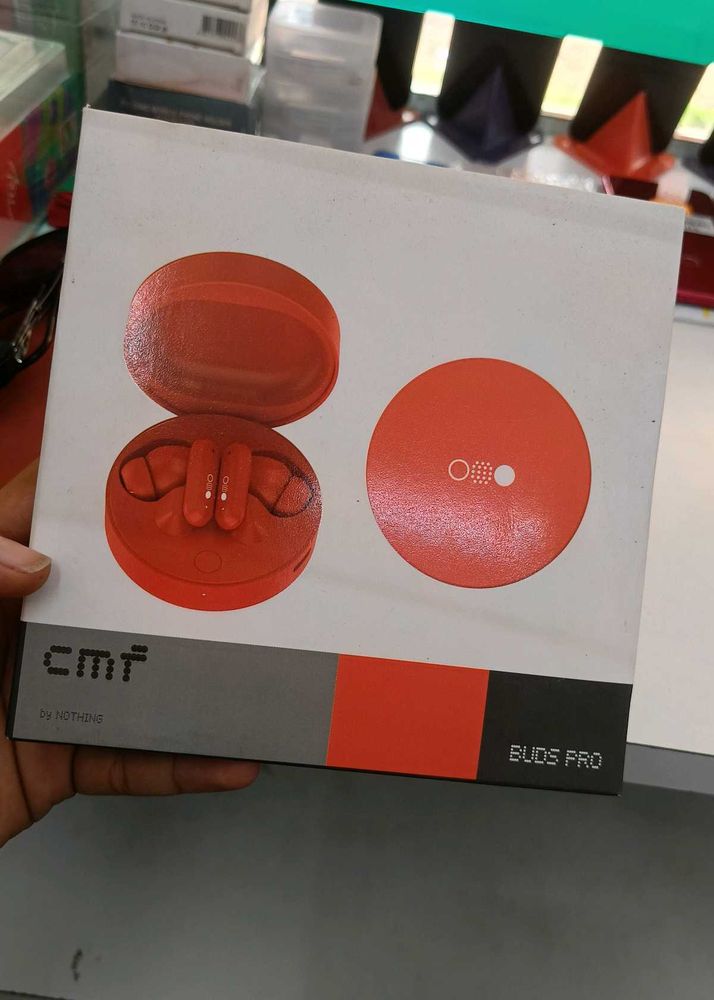 cmf
by NOTHING
BUDS PRO